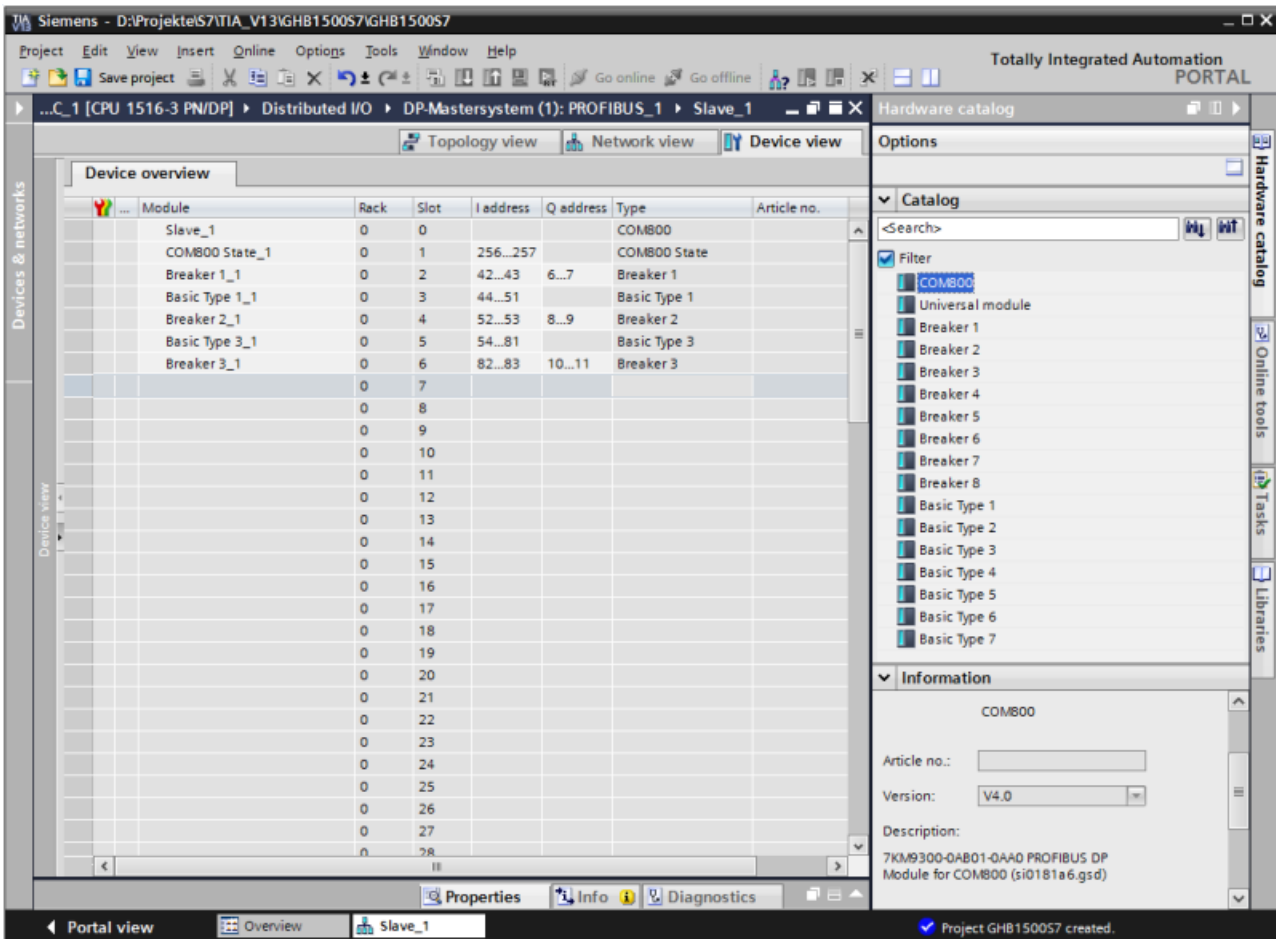 Siemens - D:\Projekte\S7\TIA_V13\GHB1500S7\GHB1500S7
Project Edit View Insert Online Options Tools Window Help
Totally Integrated Automation
PORTAL
Save project
Go online
Go offline
...C_1 [CPU 1516-3 PN/DP] Distributed I/O DP-Mastersystem (1): PROFIBUS_1 Slave_1
Topology view
Network view
Device view
Device overview
... Module Rack Slot I address Q address Type Article no.
Slave_1 0 0 COM800
COM800 State_1 0 1 256...257 COM800 State
Breaker 1_1 0 2 42...43 6...7 Breaker 1
Basic Type 1_1 0 3 44...51 Basic Type 1
Breaker 2_1 0 4 52...53 8...9 Breaker 2
Basic Type 3_1 0 5 54...81 Basic Type 3
Breaker 3_1 0 6 82...83 10...11 Breaker 3
0 7
0 8
0 9
0 10
0 11
0 12
0 13
0 14
0 15
0 16
0 17
0 18
0 19
0 20
0 21
0 22
0 23
0 24
0 25
0 26
0 27
0 28
Devices & networks
Device view
Properties
Info
Diagnostics
Hardware catalog
Options
Catalog
<Search>
Filter
COM800
Universal module
Breaker 1
Breaker 2
Breaker 3
Breaker 4
Breaker 5
Breaker 6
Breaker 7
Breaker 8
Basic Type 1
Basic Type 2
Basic Type 3
Basic Type 4
Basic Type 5
Basic Type 6
Basic Type 7
Information
COM800
Article no.:
Version: V4.0
Description:
7KM9300-0AB01-0AA0 PROFIBUS DP
Module for COM800 (si0181a6.gsd)
Hardware catalog
Online tools
Tasks
Libraries
Portal view
Overview
Slave_1
Project GHB1500S7 created.